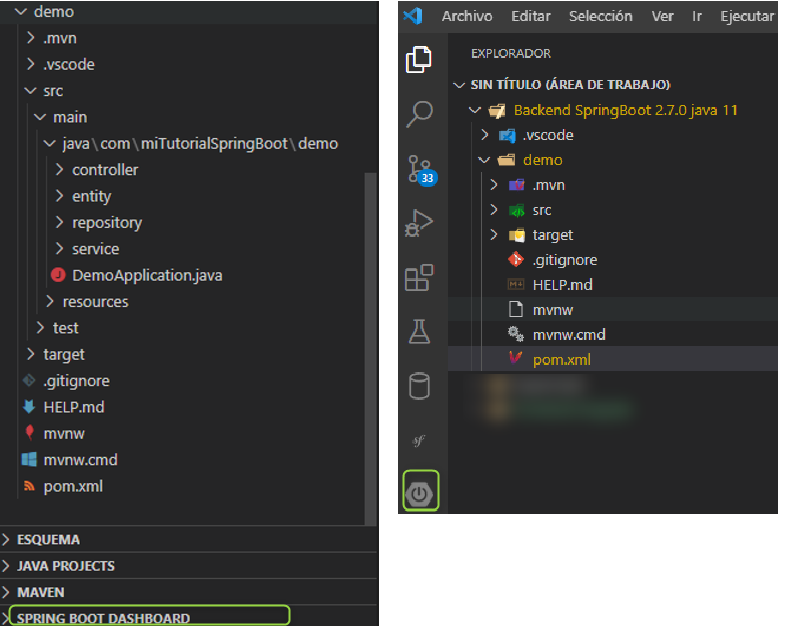 demo
.mvn
.vscode
src
main
java\com\miTutorialSpringBoot\demo
controller
entity
repository
service
J DemoApplication.java
resources
test
target
.gitignore
HELP.md
mvnw
mvnw.cmd
pom.xml
ESQUEMA
JAVA PROJECTS
MAVEN
SPRING BOOT DASHBOARD
Archivo Editar Selección Ver Ir Ejecutar
EXPLORADOR
SIN TÍTULO (ÁREA DE TRABAJO)
Backend SpringBoot 2.7.0 java 11
.vscode
demo
.mvn
src
target
.gitignore
HELP.md
mvnw
mvnw.cmd
pom.xml
33
sf